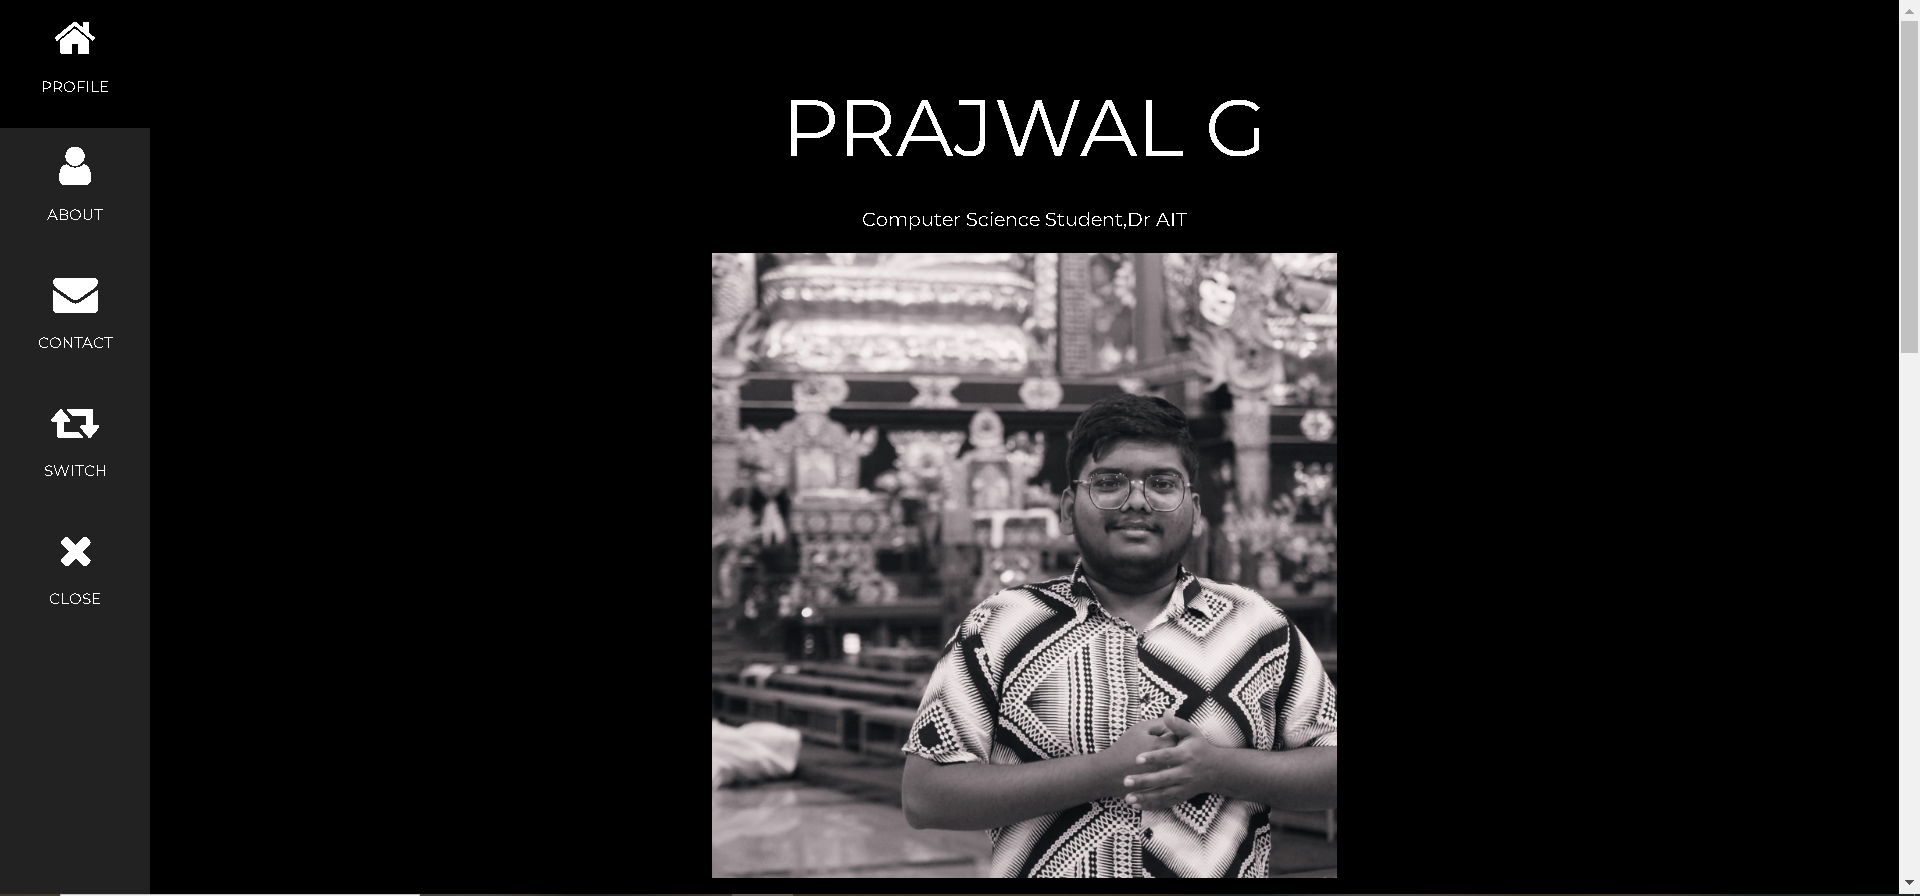 PROFILE
ABOUT
CONTACT
SWITCH
CLOSE
PRAJWAL G
Computer Science Student,Dr AIT